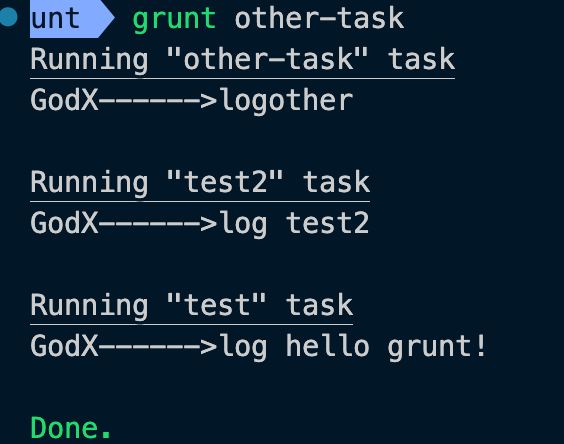 unt grunt other-task
Running "other-task" task
GodX------>logother
Running "test2" task
GodX------>log test2
Running "test" task
GodX------>log hello grunt!
Done.